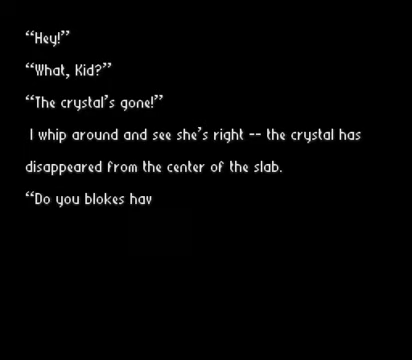 “Hey!”
“What, Kid?”
“The crystal’s gone!”
I whip around and see she’s right -- the crystal has
disappeared from the center of the slab.
“Do you blokes hav